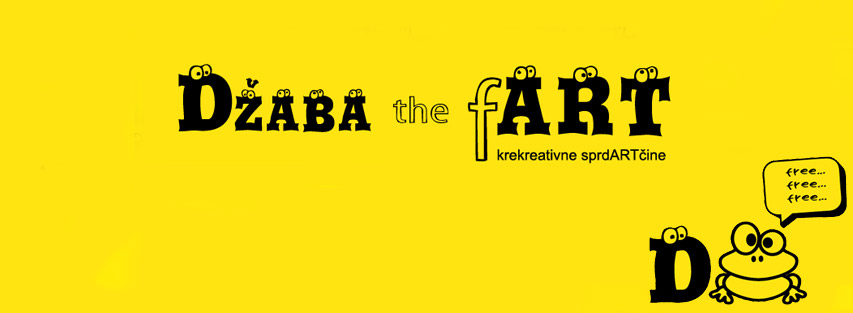 DŽABA the fART
krekreativne sprdARTčine
free...
free...
free...
D